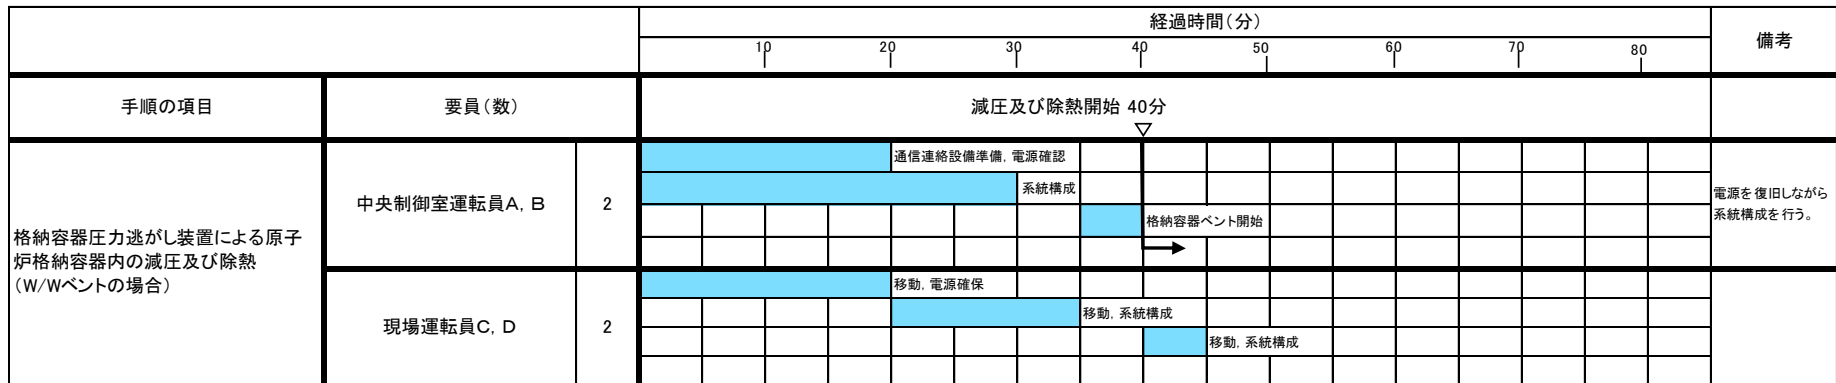 経過時間(分)
備考
10 20 30 40 50 60 70 80
手順の項目
要員(数)
減圧及び除熱開始 40分
通信連絡設備準備, 電源確認
系統構成
中央制御室運転員A, B
2
電源を復旧しながら
系統構成を行う。
格納容器ベント開始
格納容器圧力逃がし装置による原子
炉格納容器内の減圧及び除熱
(W/Wベントの場合)
移動, 電源確保
移動, 系統構成
現場運転員C, D
2
移動, 系統構成